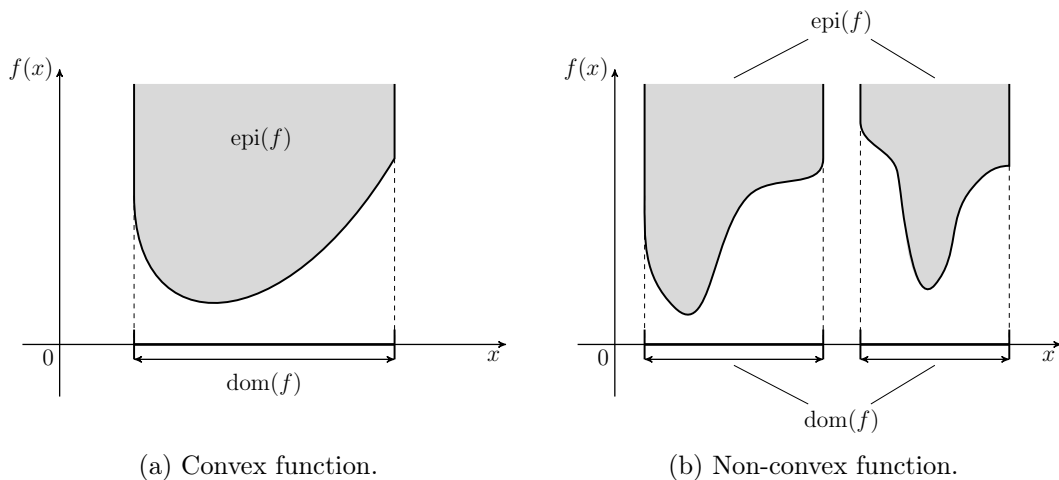 f(x)
epi(f)
0
x
dom(f)
(a) Convex function.
epi(f)
f(x)
0
x
dom(f)
(b) Non-convex function.